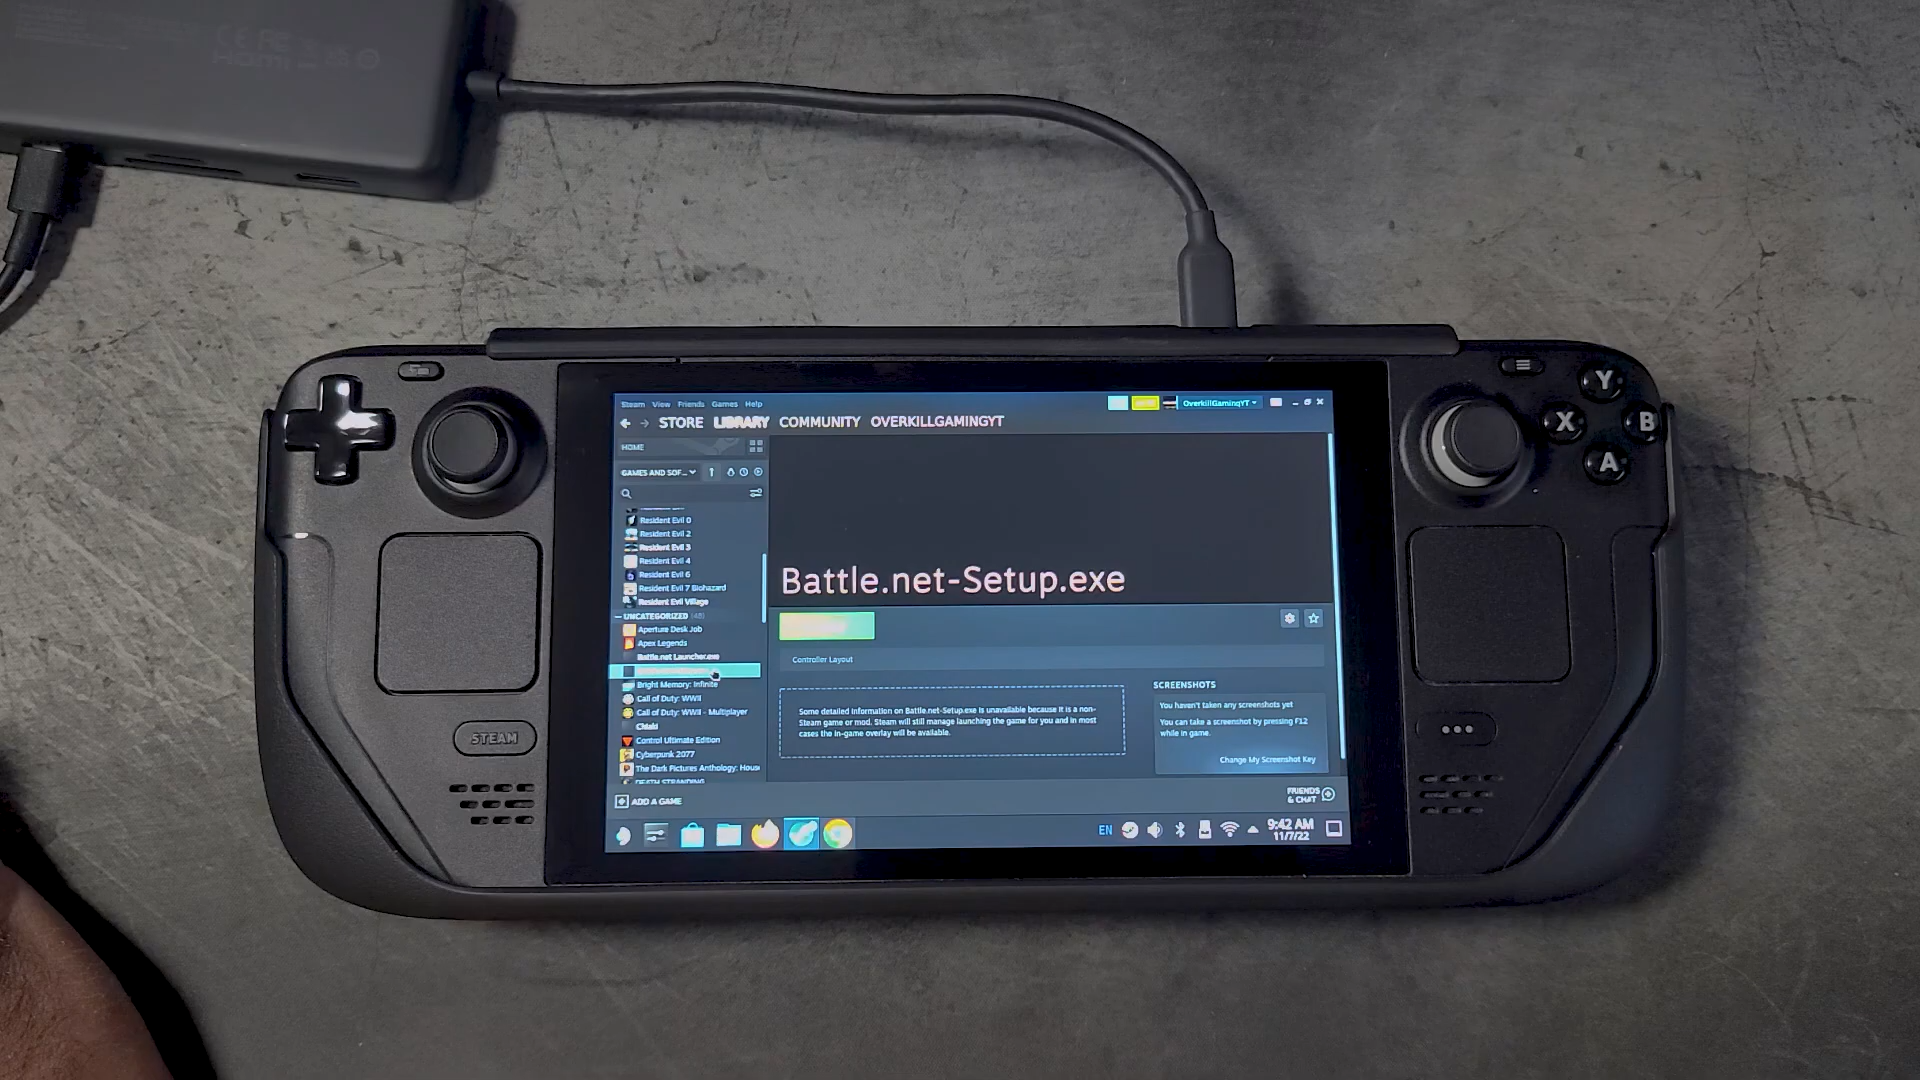 CE
HDMI
Steam View Friends Games Help
OVERKILLGAMINGYT
STORE LIBRARY COMMUNITY OVERKILLGAMINGYT
HOME
GAMES AND SOF...
Resident Evil 0
Resident Evil 2
Resident Evil 3
Resident Evil 4
Resident Evil 6
Resident Evil 7 Biohazard
Resident Evil Village
UNCATEGORIZED
Aperture Desk Job
Apex Legends
Battle.net Launcher.exe
Bright Memory: Infinite
Call of Duty: WWII
Call of Duty: WWII - Multiplayer
Chiaki
Control Ultimate Edition
Cyberpunk 2077
The Dark Pictures Anthology: House
DEATH STRANDING
ADD A GAME
Battle.net-Setup.exe
Controller Layout
Some detailed information on Battle.net-Setup.exe is unavailable because it is a non-
Steam game or mod. Steam will still manage launching the game for you and in most
cases the in-game overlay will be available.
SCREENSHOTS
You haven't taken any screenshots yet
You can take a screenshot by pressing F12
while in game.
Change My Screenshot Key
FRIENDS
& CHAT
EN
9:42 AM
11/7/22
STEAM
Y
X
B
A